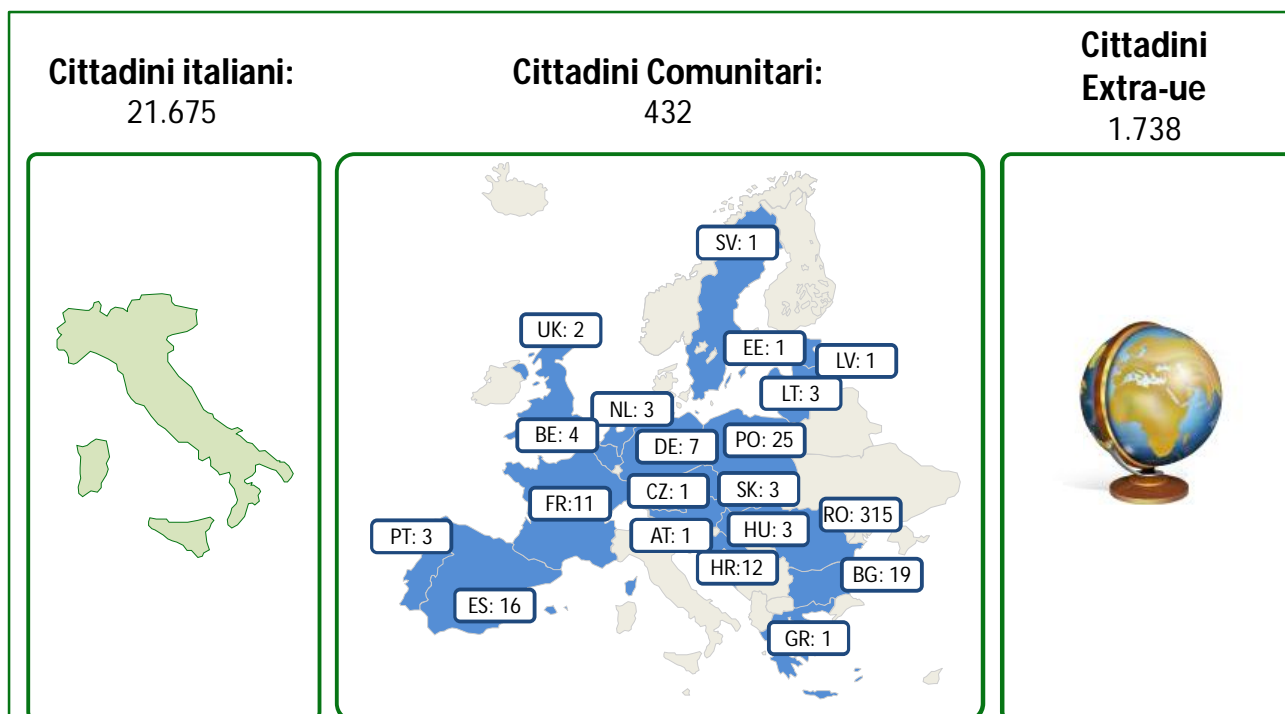 Cittadini italiani:
21.675
Cittadini Comunitari:
432
Cittadini
Extra-ue
1.738
SV: 1
UK: 2
EE: 1
LV: 1
LT: 3
NL: 3
BE: 4
DE: 7
PO: 25
CZ: 1
SK: 3
FR:11
RO: 315
PT: 3
AT: 1
HU: 3
HR:12
BG: 19
ES: 16
GR: 1